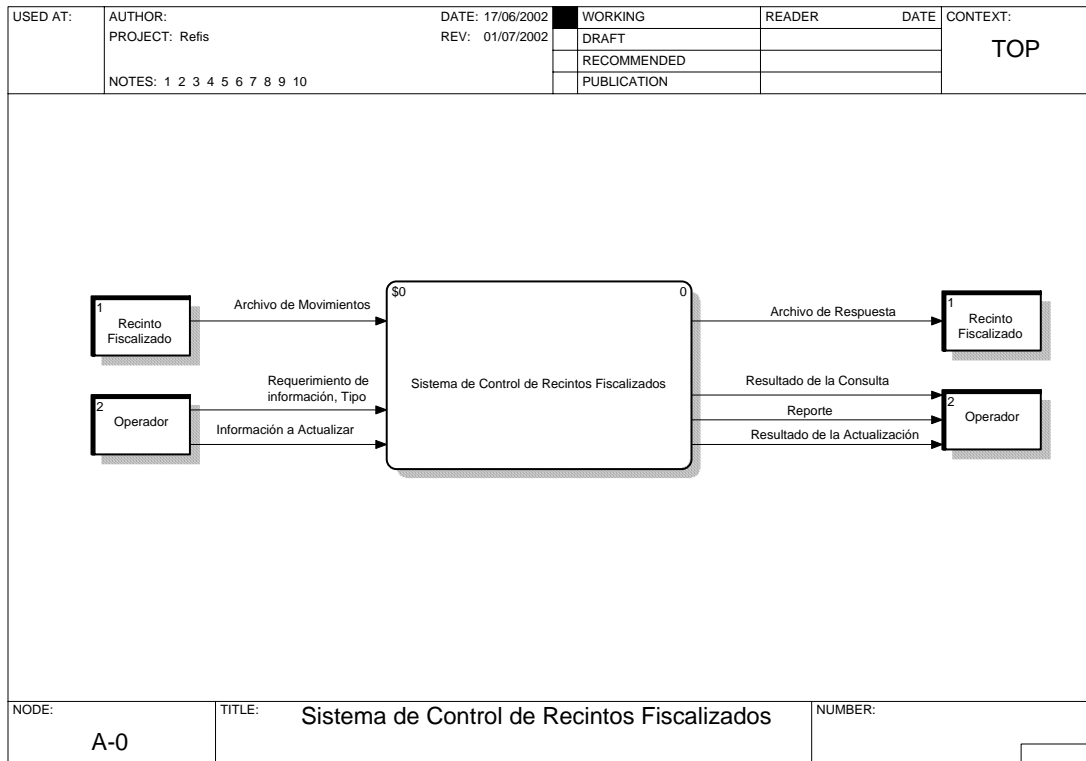 USED AT:
AUTHOR:
DATE: 17/06/2002
WORKING
READER
DATE
CONTEXT:
PROJECT: Refis
REV: 01/07/2002
DRAFT
TOP
RECOMMENDED
NOTES: 1 2 3 4 5 6 7 8 9 10
PUBLICATION
1
Recinto
Fiscalizado
Archivo de Movimientos
2
Operador
Requerimiento de
información, Tipo
Información a Actualizar
$0
0
Sistema de Control de Recintos Fiscalizados
Archivo de Respuesta
1
Recinto
Fiscalizado
Resultado de la Consulta
Reporte
Resultado de la Actualización
2
Operador
NODE:
A-0
TITLE:
Sistema de Control de Recintos Fiscalizados
NUMBER: